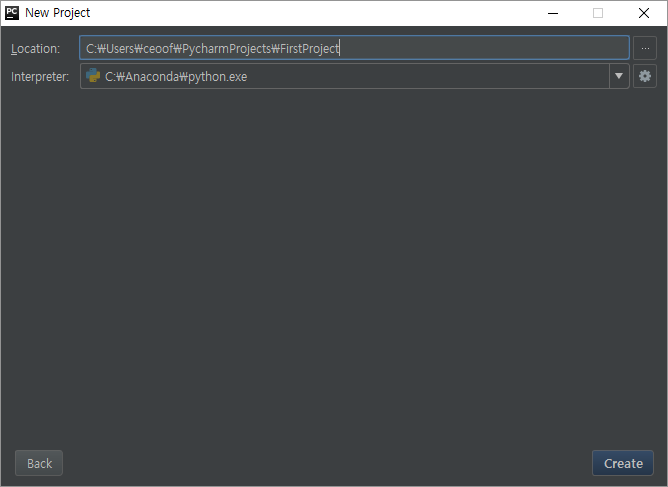 PC New Project
Location: C:₩Users₩ceoof₩PycharmProjects₩FirstProject ...
Interpreter: C:₩Anaconda₩python.exe
Back Create